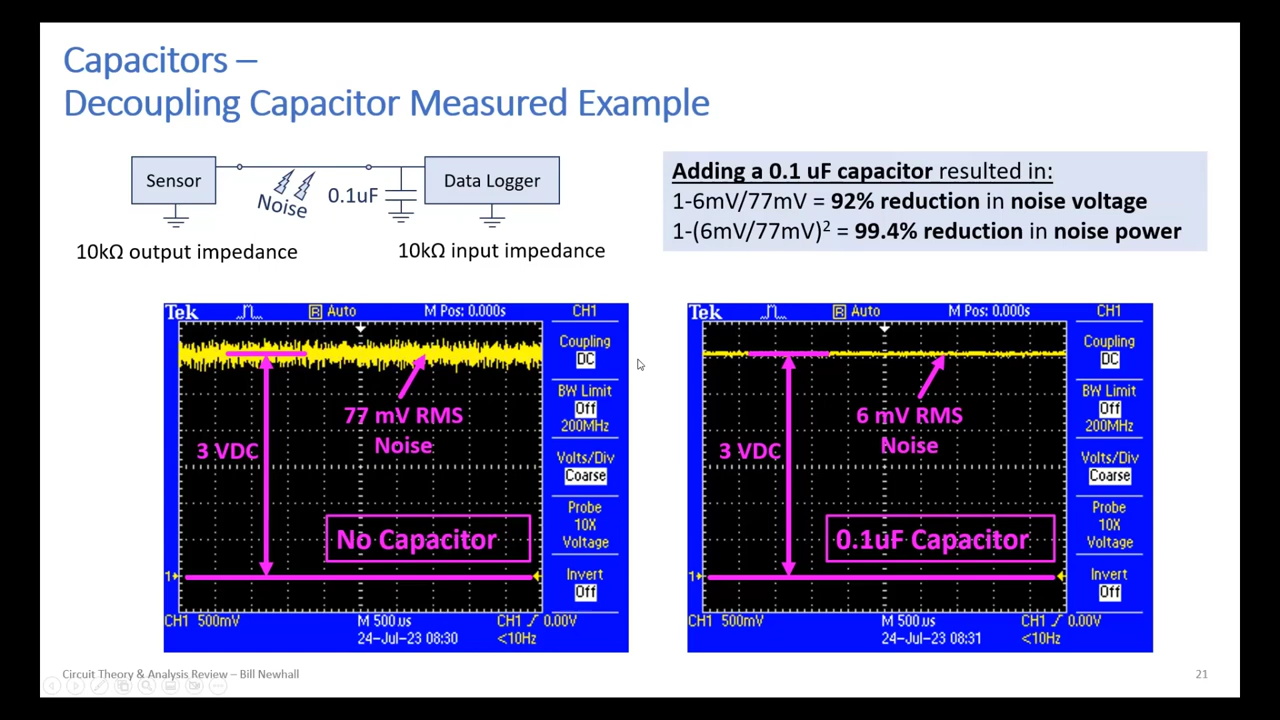 Capacitors –
Decoupling Capacitor Measured Example
Sensor
Noise
0.1uF
Data Logger
10kΩ output impedance
10kΩ input impedance
Adding a 0.1 uF capacitor resulted in:
1-6mV/77mV = 92% reduction in noise voltage
1-(6mV/77mV)² = 99.4% reduction in noise power
Tek
R Auto
M Pos: 0.000s
CH1
Coupling
DC
BW Limit
Off
200MHz
Volts/Div
Coarse
Probe
10X
Voltage
Invert
Off
77 mV RMS
Noise
3 VDC
No Capacitor
1
CH1 500mV
M 500µs
CH1 / 0.00V
24-Jul-23 08:30
<10Hz
Tek
R Auto
M Pos: 0.000s
CH1
Coupling
DC
BW Limit
Off
200MHz
Volts/Div
Coarse
Probe
10X
Voltage
Invert
Off
6 mV RMS
Noise
3 VDC
0.1uF Capacitor
1
CH1 500mV
M 500µs
CH1 / 0.00V
24-Jul-23 08:31
<10Hz
Circuit Theory & Analysis Review – Bill Newhall
21